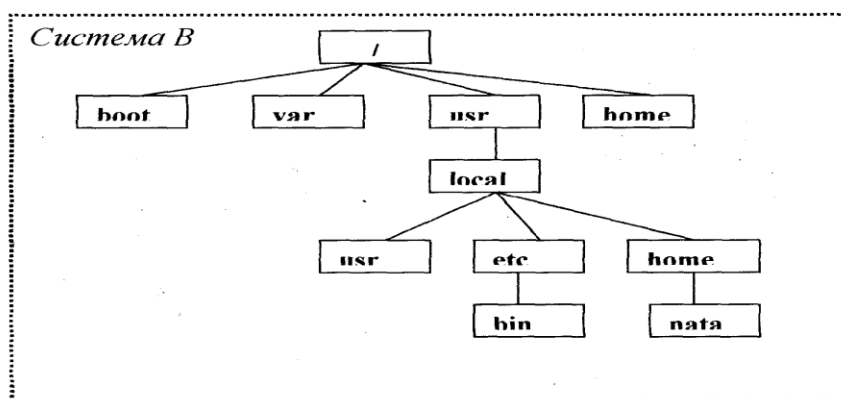 Система В
/
boot var usr home
local
usr etc home
bin nata